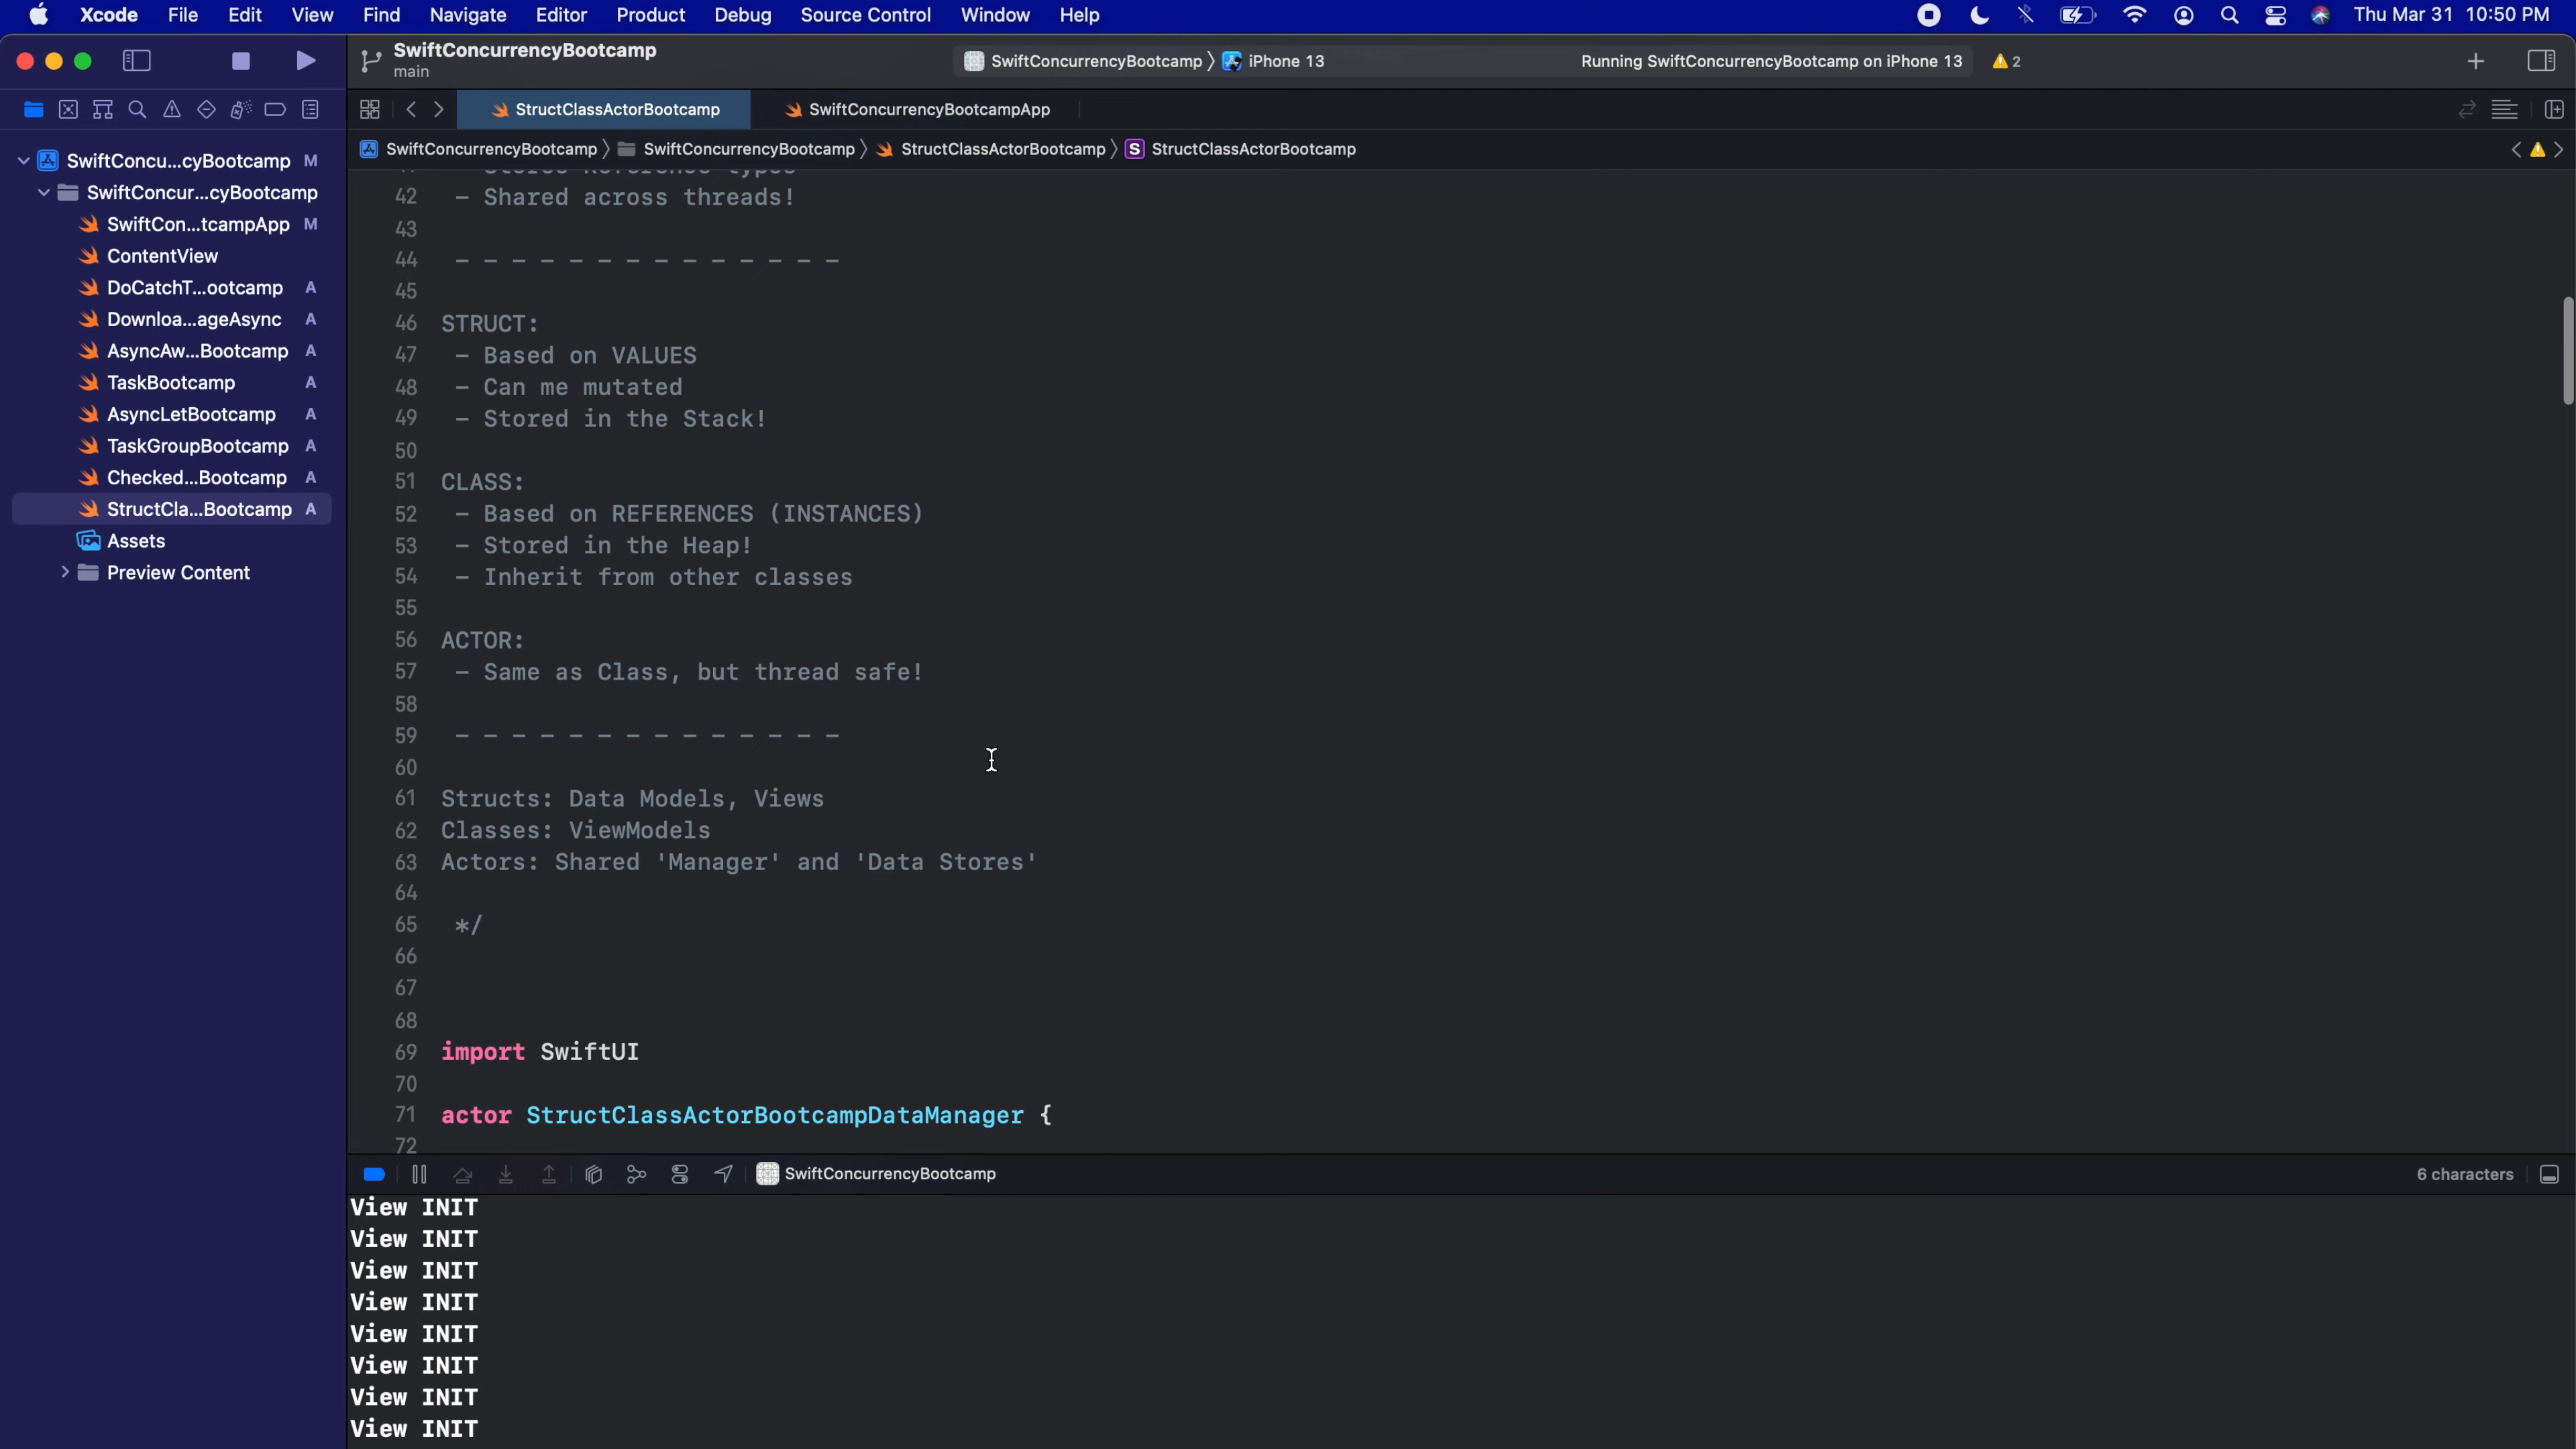 Xcode File Edit View Find Navigate Editor Product Debug Source Control Window Help Thu Mar 31 10:50 PM
SwiftConcurrencyBootcamp
main
SwiftConcurrencyBootcamp 〉 iPhone 13 Running SwiftConcurrencyBootcamp on iPhone 13 2
StructClassActorBootcamp SwiftConcurrencyBootcampApp
SwiftConcurrencyBootcamp 〉 SwiftConcurrencyBootcamp 〉 StructClassActorBootcamp 〉 S StructClassActorBootcamp
SwiftConcu...cyBootcamp M
SwiftConcur...cyBootcamp
SwiftCon...tcampApp M
ContentView
DoCatchT...ootcamp A
Downloa...ageAsync A
AsyncAw...Bootcamp A
TaskBootcamp A
AsyncLetBootcamp A
TaskGroupBootcamp A
Checked...Bootcamp A
StructCla...Bootcamp A
Assets
Preview Content
42 - Shared across threads!
43
44 - - - - - - - - - - - - - -
45
46 STRUCT:
47 - Based on VALUES
48 - Can me mutated
49 - Stored in the Stack!
50
51 CLASS:
52 - Based on REFERENCES (INSTANCES)
53 - Stored in the Heap!
54 - Inherit from other classes
55
56 ACTOR:
57 - Same as Class, but thread safe!
58
59 - - - - - - - - - - - - - -
60
61 Structs: Data Models, Views
62 Classes: ViewModels
63 Actors: Shared 'Manager' and 'Data Stores'
64
65 */
66
67
68
69 import SwiftUI
70
71 actor StructClassActorBootcampDataManager {
72
SwiftConcurrencyBootcamp 6 characters
View INIT
View INIT
View INIT
View INIT
View INIT
View INIT
View INIT
View INIT